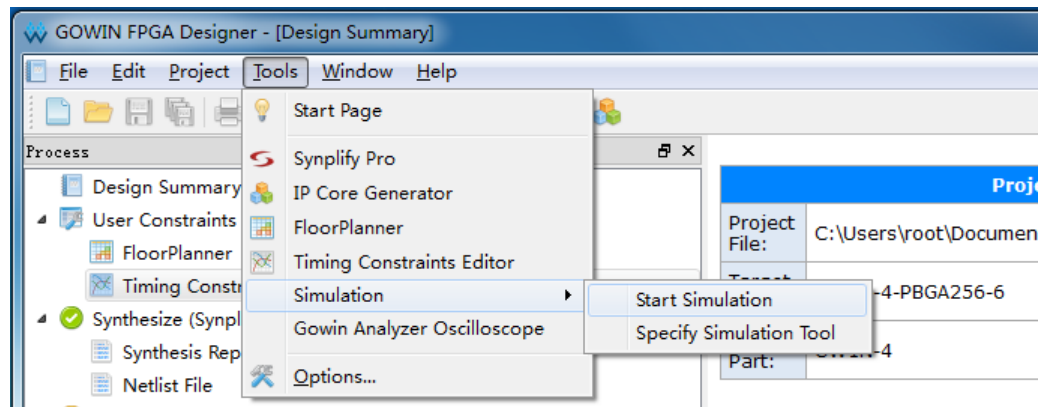 GOWIN FPGA Designer - [Design Summary]
File Edit Project Tools Window Help
Start Page
Process
Synplify Pro
Design Summary
IP Core Generator
User Constraints
FloorPlanner
FloorPlanner
Timing Constraints Editor
Timing Constr
Simulation
Start Simulation
Synthesize (Synpl
Gowin Analyzer Oscilloscope
Specify Simulation Tool
Synthesis Rep
Options...
Netlist File
Proje
Project File:
C:\Users\root\Documen
-4-PBGA256-6
Part:
-4